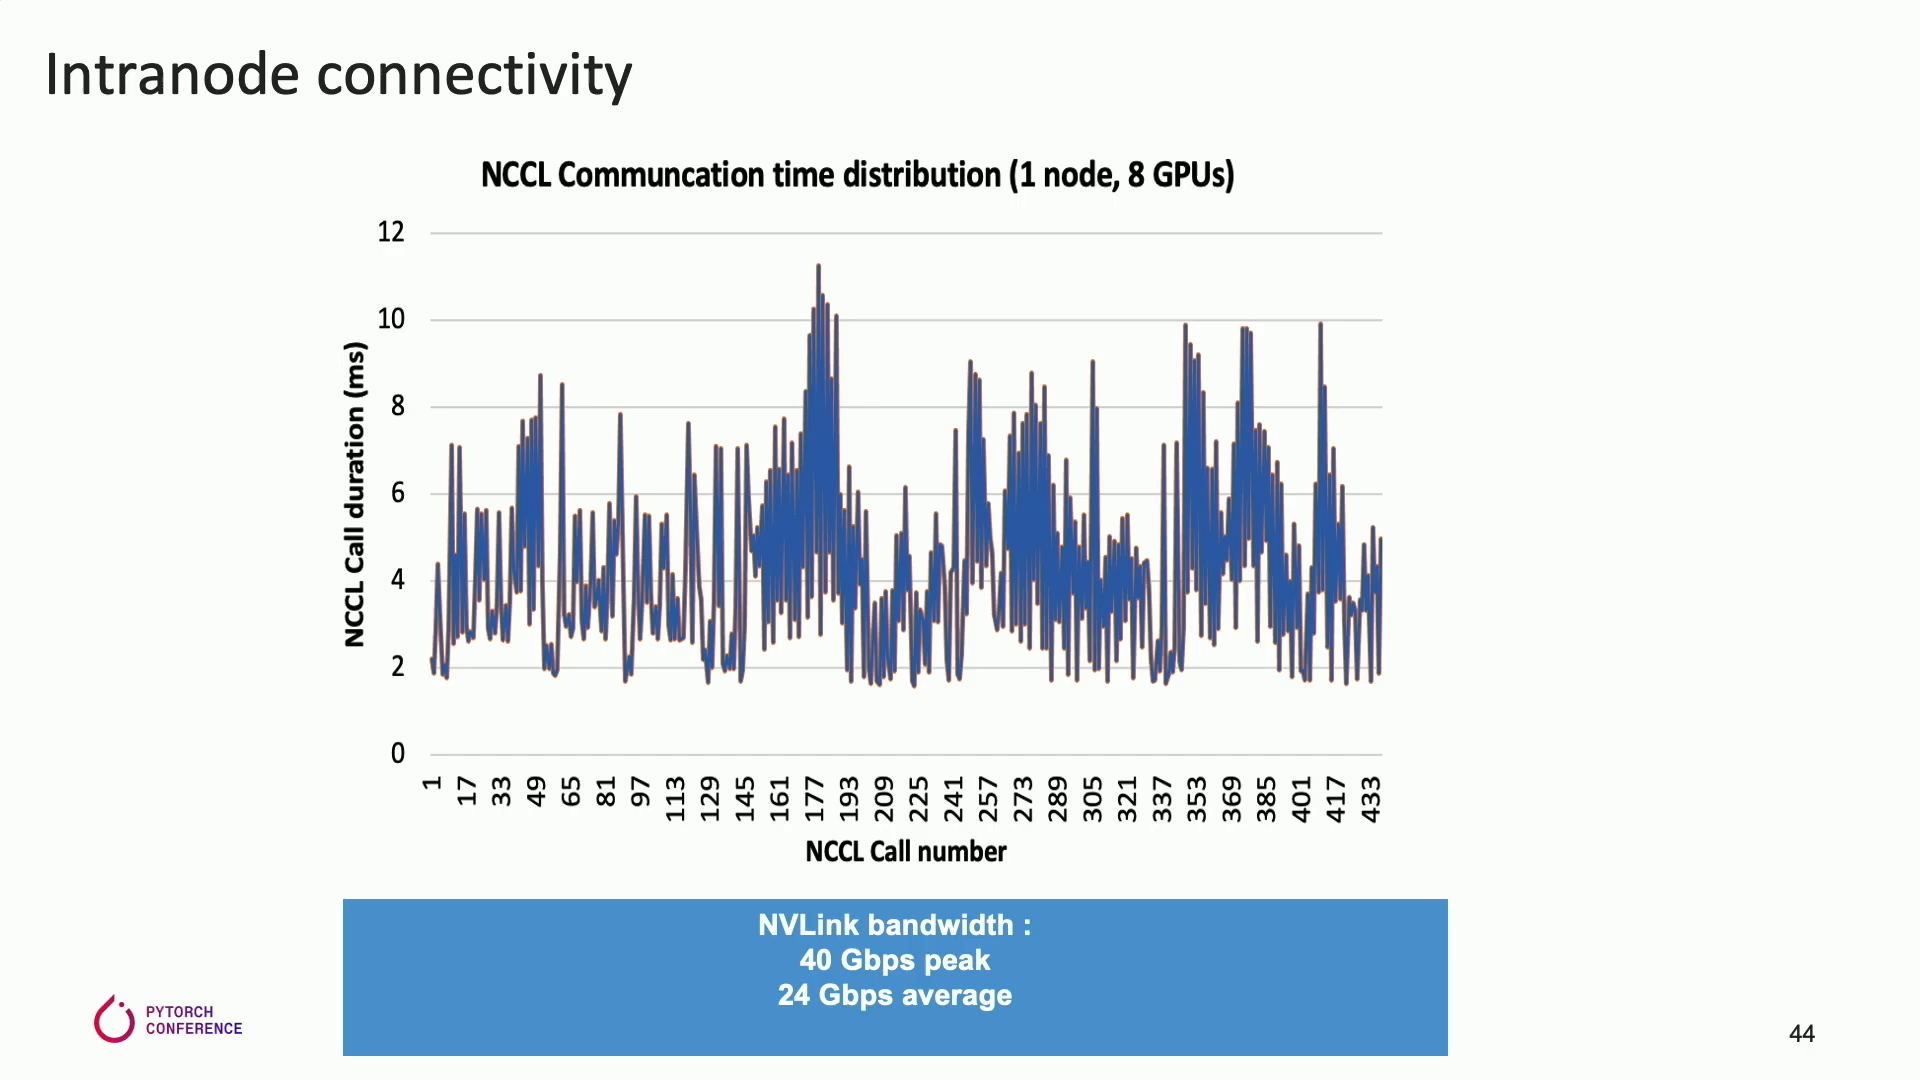 Intranode connectivity
NCCL Communcation time distribution (1 node, 8 GPUs)
12
10
8
6
4
2
0
NCCL Call duration (ms)
1 17 33 49 65 81 97 113 129 145 161 177 193 209 225 241 257 273 289 305 321 337 353 369 385 401 417 433
NCCL Call number
NVLink bandwidth :
40 Gbps peak
24 Gbps average
PYTORCH
CONFERENCE
44